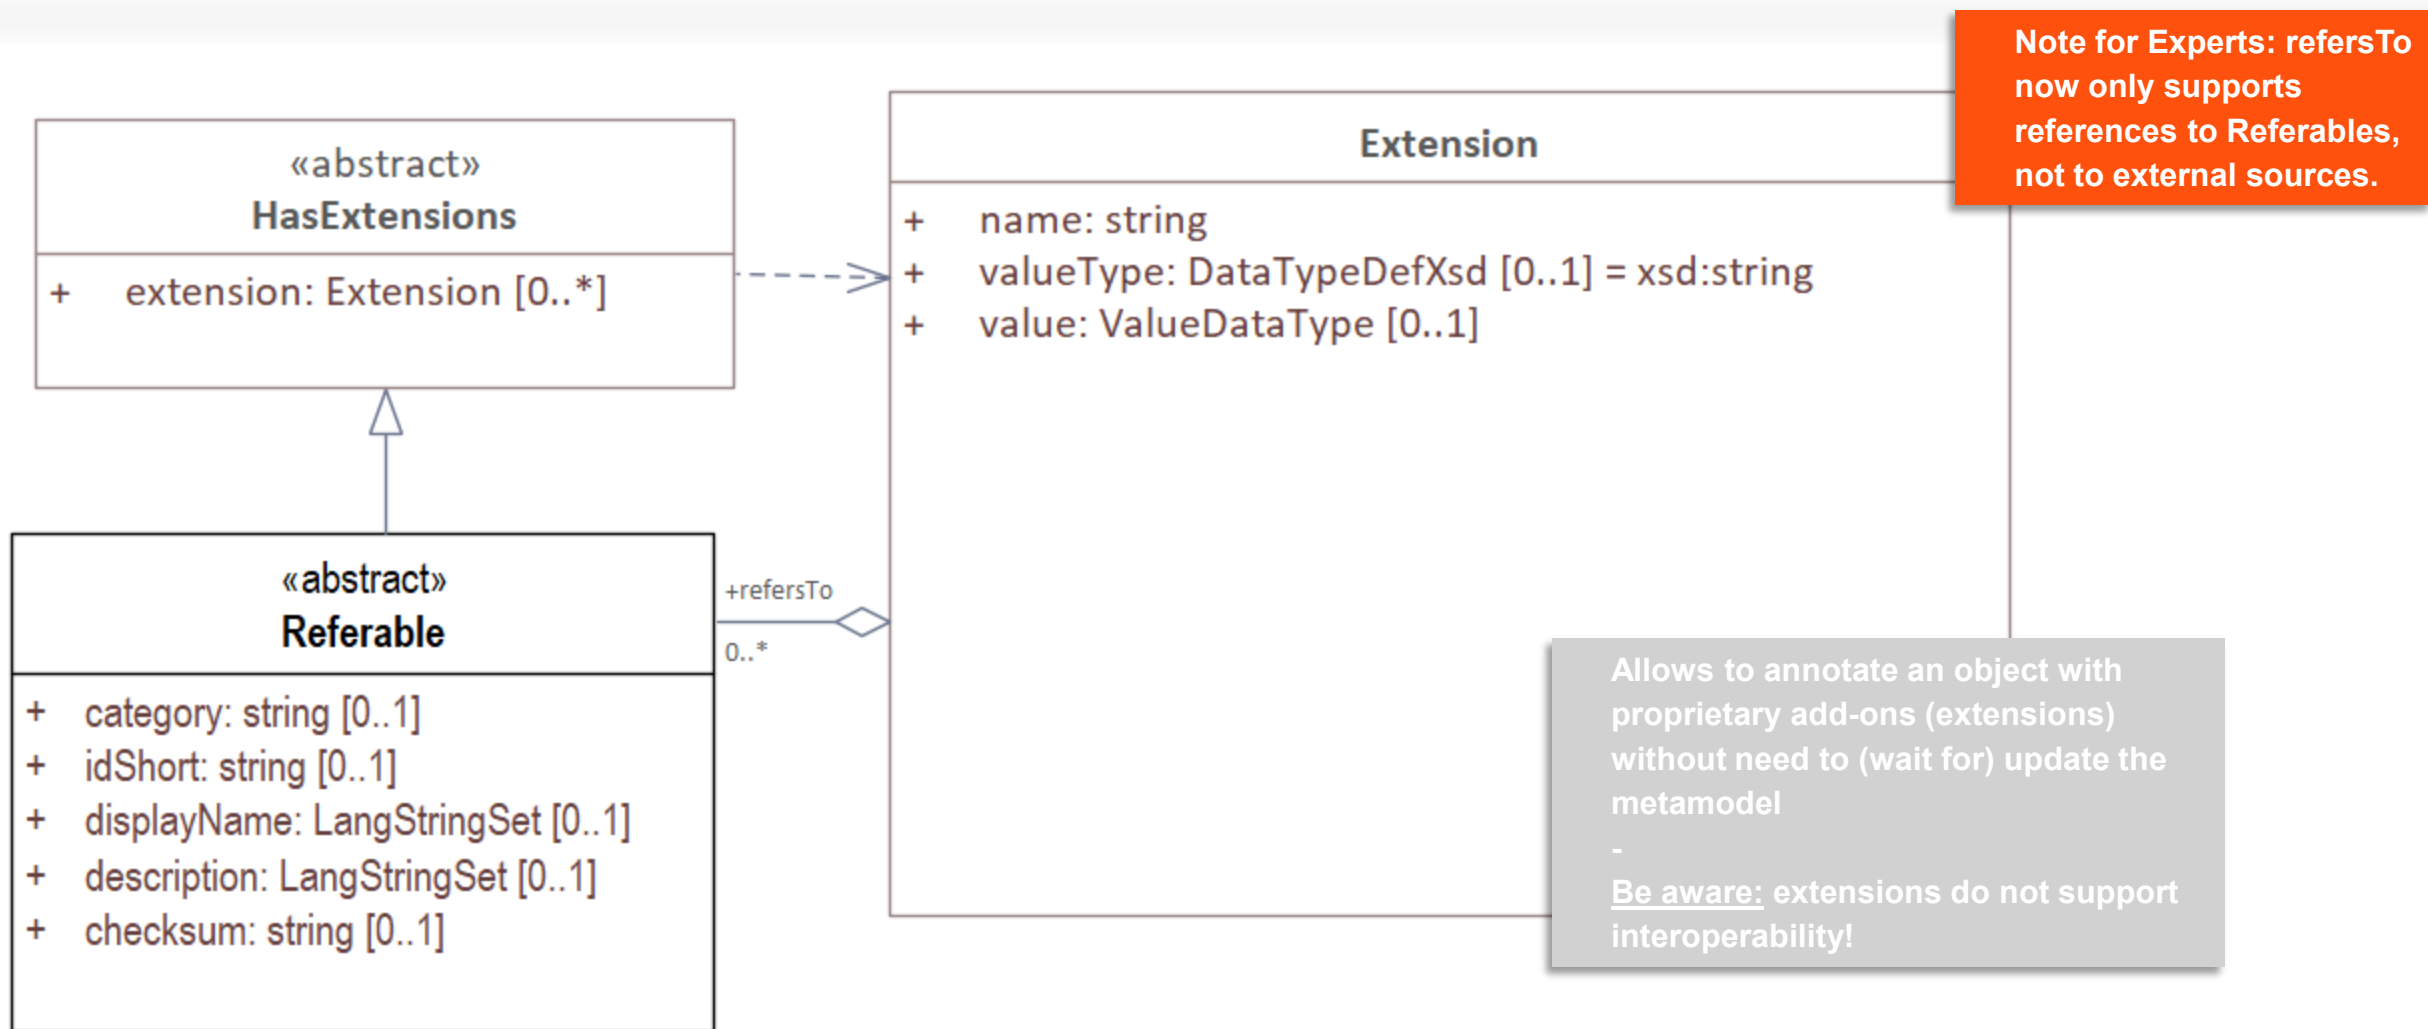 Note for Experts: refersTo
now only supports
references to Referables,
not to external sources.
«abstract»
HasExtensions
+ extension: Extension [0..*]
Extension
+ name: string
+ valueType: DataTypeDefXsd [0..1] = xsd:string
+ value: ValueDataType [0..1]
«abstract»
Referable
+ category: string [0..1]
+ idShort: string [0..1]
+ displayName: LangStringSet [0..1]
+ description: LangStringSet [0..1]
+ checksum: string [0..1]
+refersTo
0..*
Allows to annotate an object with
proprietary add-ons (extensions)
without need to (wait for) update the
metamodel
-
Be aware: extensions do not support
interoperability!